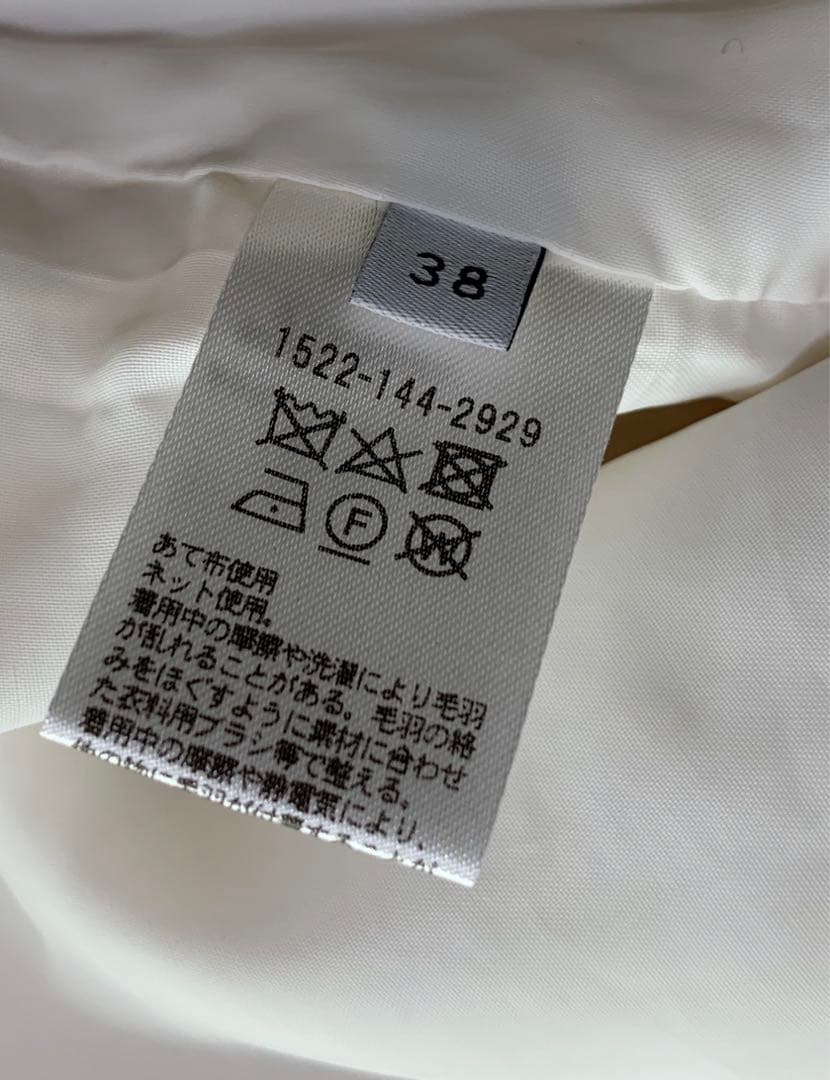 38
1522-144-2929
F
W
あて布使用
ネット使用。
着用中の摩擦や洗濯により毛羽
が乱れることがある。毛羽の絡
みをほぐすように素材に合わせ
た衣料用ブラシ等で整える。
着用中の摩擦や静電気により、